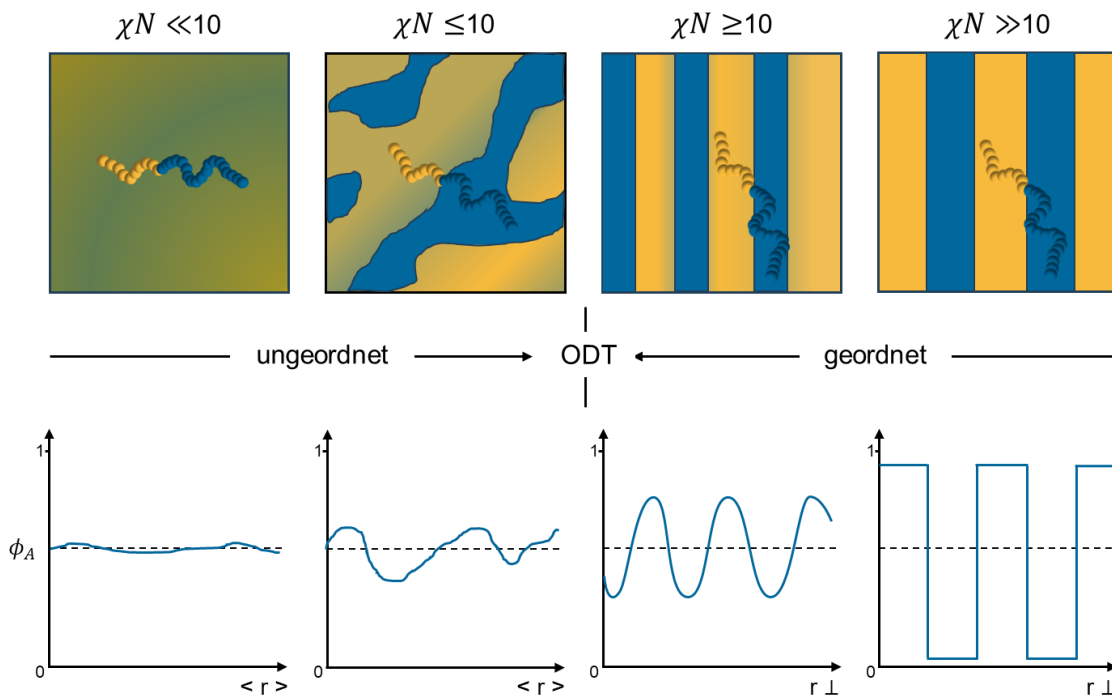 χN ≪10
χN ≤10
χN ≥10
χN ≫10
ungeordnet
ODT
geordnet
1
ϕ_A
0
< r >
1
0
< r >
1
0
r ⊥
1
0
r ⊥